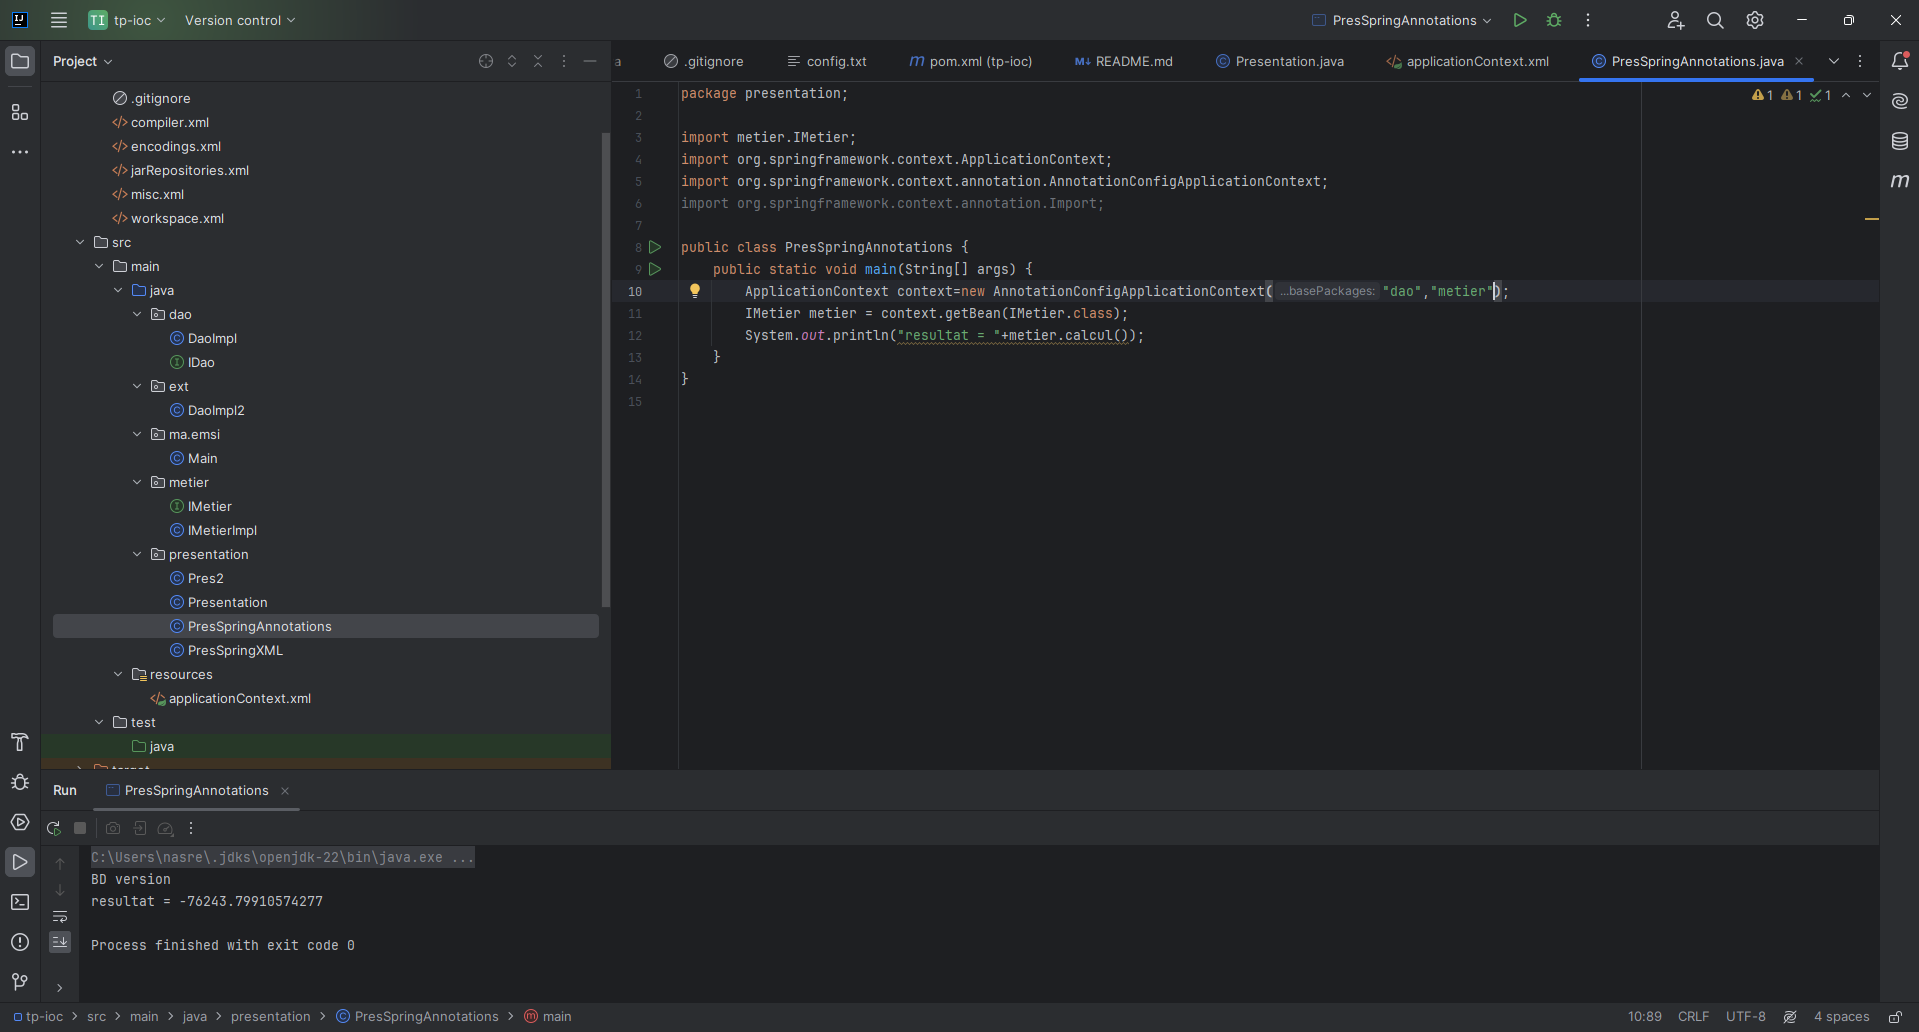 TI tp-ioc Version control PresSpringAnnotations
Project
a .gitignore config.txt m pom.xml (tp-ioc) M↓ README.md Presentation.java applicationContext.xml PresSpringAnnotations.java
.gitignore
compiler.xml
encodings.xml
jarRepositories.xml
misc.xml
workspace.xml
src
main
java
dao
DaoImpl
IDao
ext
DaoImpl2
ma.emsi
Main
metier
IMetier
IMetierImpl
presentation
Pres2
Presentation
PresSpringAnnotations
PresSpringXML
resources
applicationContext.xml
test
java
target
1 package presentation;
2
3 import metier.IMetier;
4 import org.springframework.context.ApplicationContext;
5 import org.springframework.context.annotation.AnnotationConfigApplicationContext;
6 import org.springframework.context.annotation.Import;
7
8 public class PresSpringAnnotations {
9 public static void main(String[] args) {
10 ApplicationContext context=new AnnotationConfigApplicationContext( ...basePackages: "dao","metier");
11 IMetier metier = context.getBean(IMetier.class);
12 System.out.println("resultat = "+metier.calcul());
13 }
14 }
15
1 1 1
Run PresSpringAnnotations
C:\Users\nasre\.jdks\openjdk-22\bin\java.exe ...
BD version
resultat = -76243.79910574277
Process finished with exit code 0
tp-ioc > src > main > java > presentation > PresSpringAnnotations > main
10:89 CRLF UTF-8 4 spaces